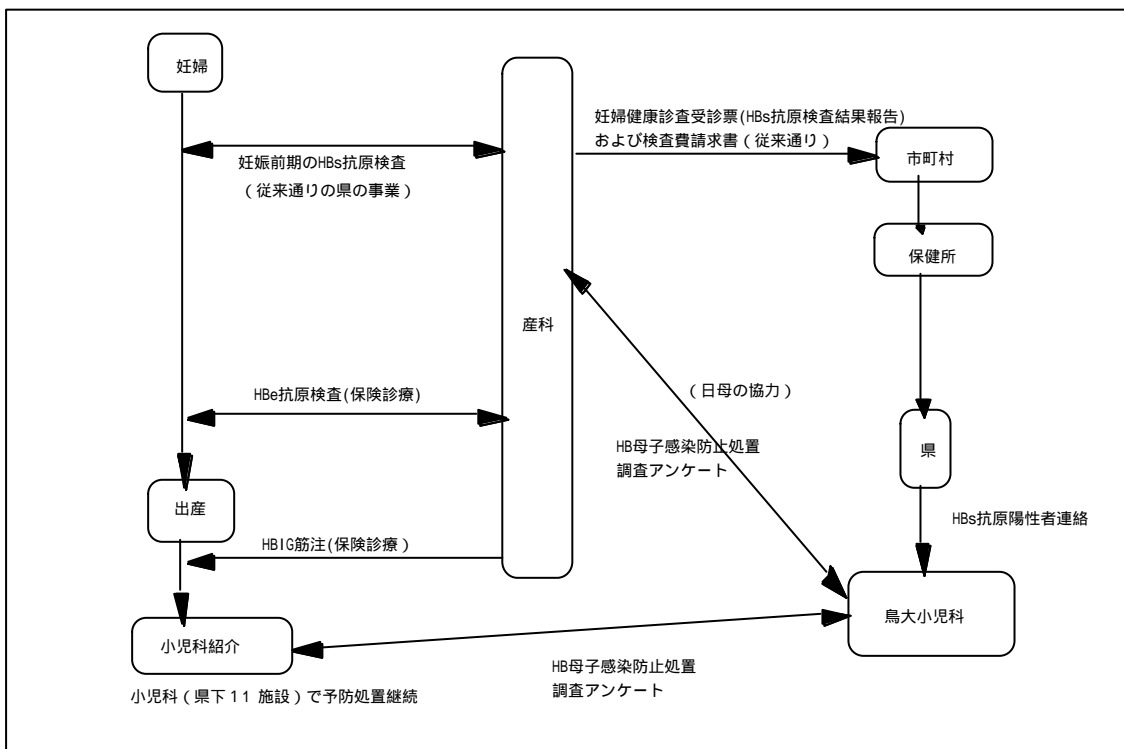 妊婦
妊婦健康診査受診票(HBs抗原検査結果報告)
および検査費請求書(従来通り)
市町村
妊娠前期のHBs抗原検査
(従来通りの県の事業)
保健所
産科
HBe抗原検査(保険診療)
(日母の協力)
HB母子感染防止処置
調査アンケート
県
出産
HBs抗原陽性者連絡
HBIG筋注(保険診療)
鳥大小児科
小児科紹介
HB母子感染防止処置
調査アンケート
小児科(県下11 施設)で予防処置継続